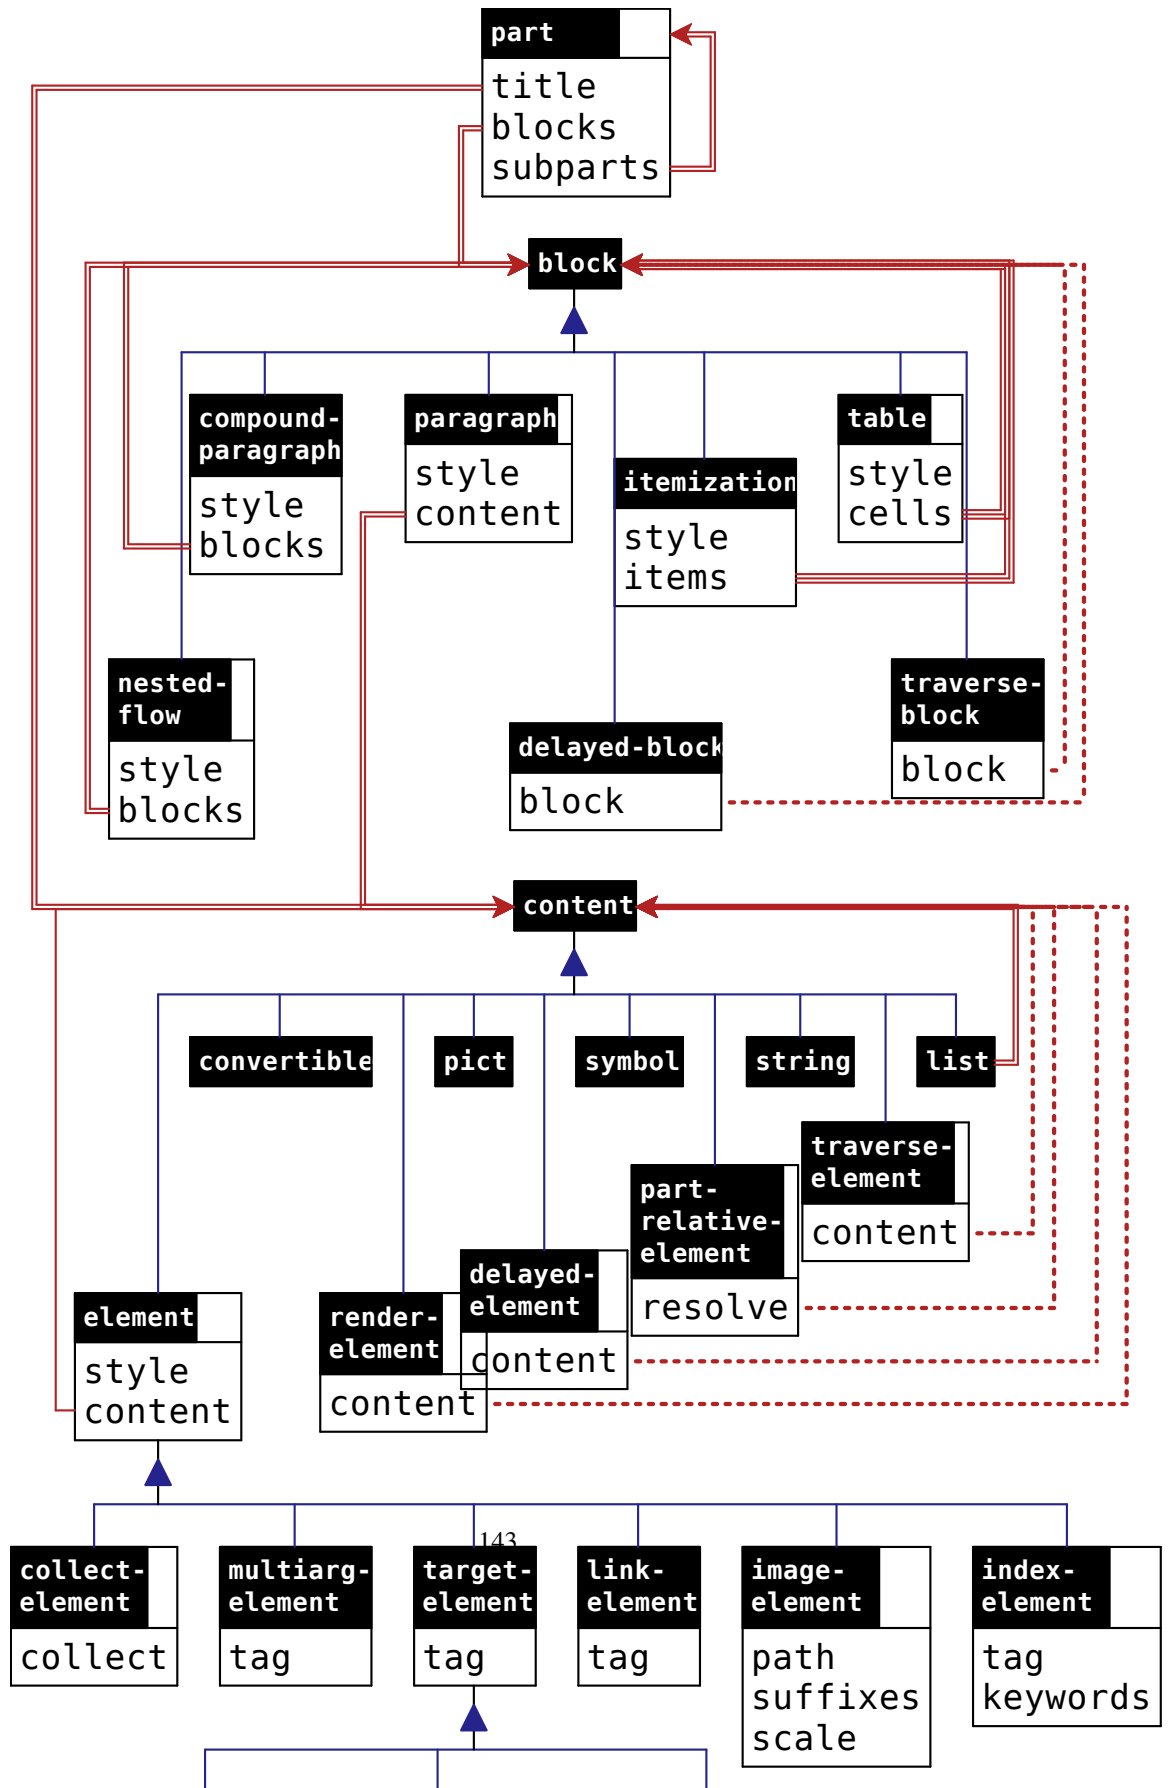 part
title
blocks
subparts
block
compound-
paragraph
style
blocks
paragraph
style
content
itemization
style
items
table
style
cells
nested-
flow
style
blocks
delayed-block
block
traverse-
block
block
content
convertible
pict
symbol
string
list
traverse-
element
content
part-
relative-
element
resolve
delayed-
element
content
render-
element
content
element
style
content
143
collect-
element
collect
multiarg-
element
tag
target-
element
tag
link-
element
tag
image-
element
path
suffixes
scale
index-
element
tag
keywords